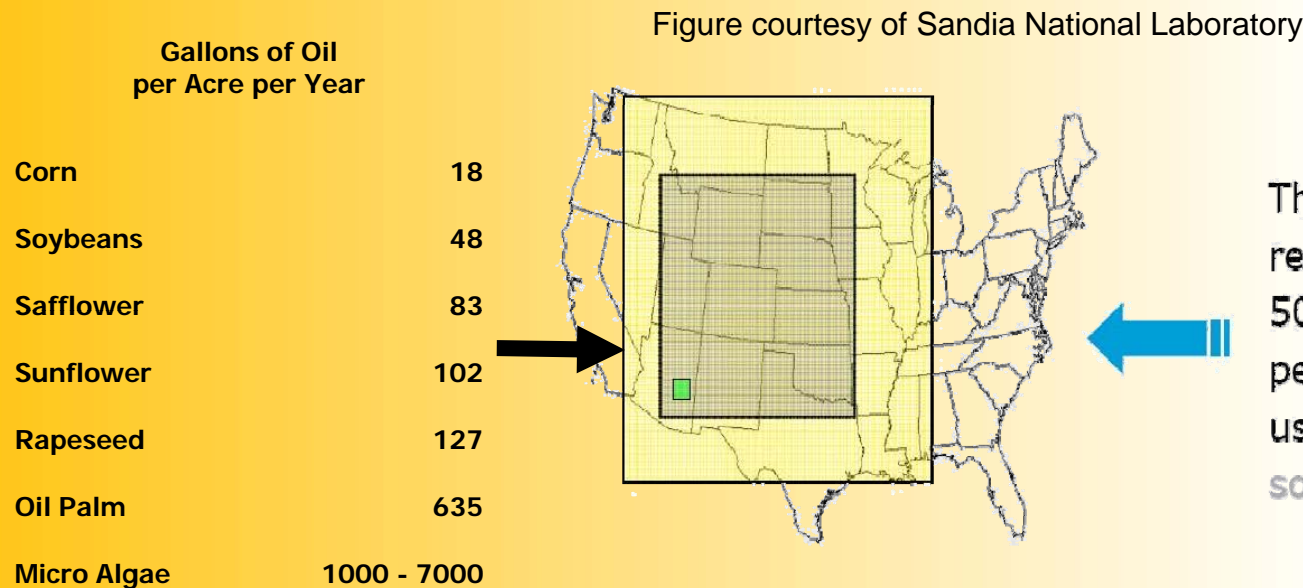 Figure courtesy of Sandia National Laboratory
Gallons of Oil
per Acre per Year
Corn 18
Soybeans 48
Safflower 83
Sunflower 102
Rapeseed 127
Oil Palm 635
Micro Algae 1000 - 7000